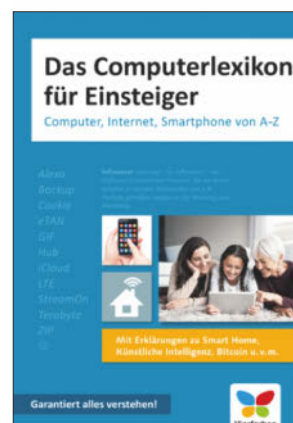 Das Computerlexikon
für Einsteiger
Computer, Internet, Smartphone von A-Z
Alexa
Backup
Cookie
eTAN
GIF
Hub
iCloud
LTE
StreamOn
Terabyte
ZIP
@
Mit Erklärungen zu Smart Home,
Künstliche Intelligenz, Bitcoin u. v. m.
Garantiert alles verstehen!